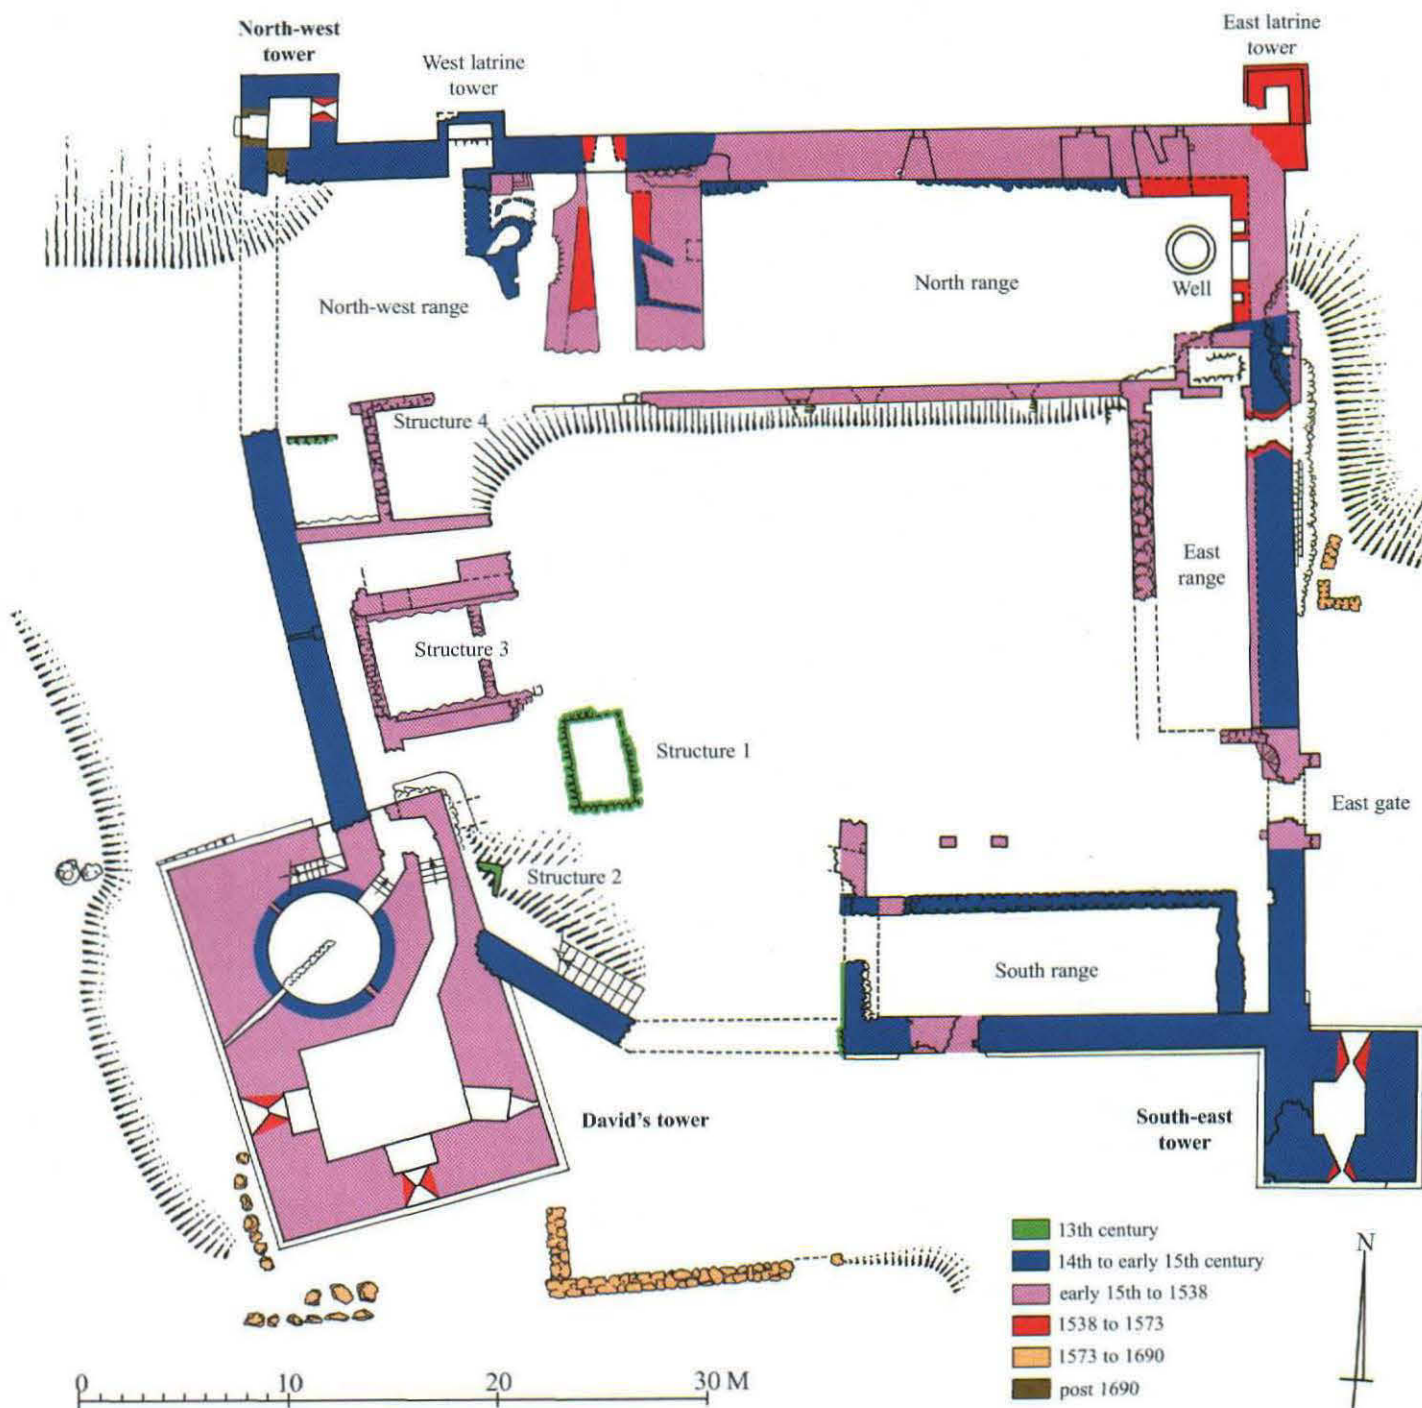 North-west
tower
West latrine
tower
East latrine
tower
North-west range
North range
Well
Structure 4
East
range
Structure 3
Structure 1
East gate
Structure 2
South range
David's tower
South-east
tower
13th century
14th to early 15th century
early 15th to 1538
1538 to 1573
1573 to 1690
post 1690
N
0 10 20 30 M